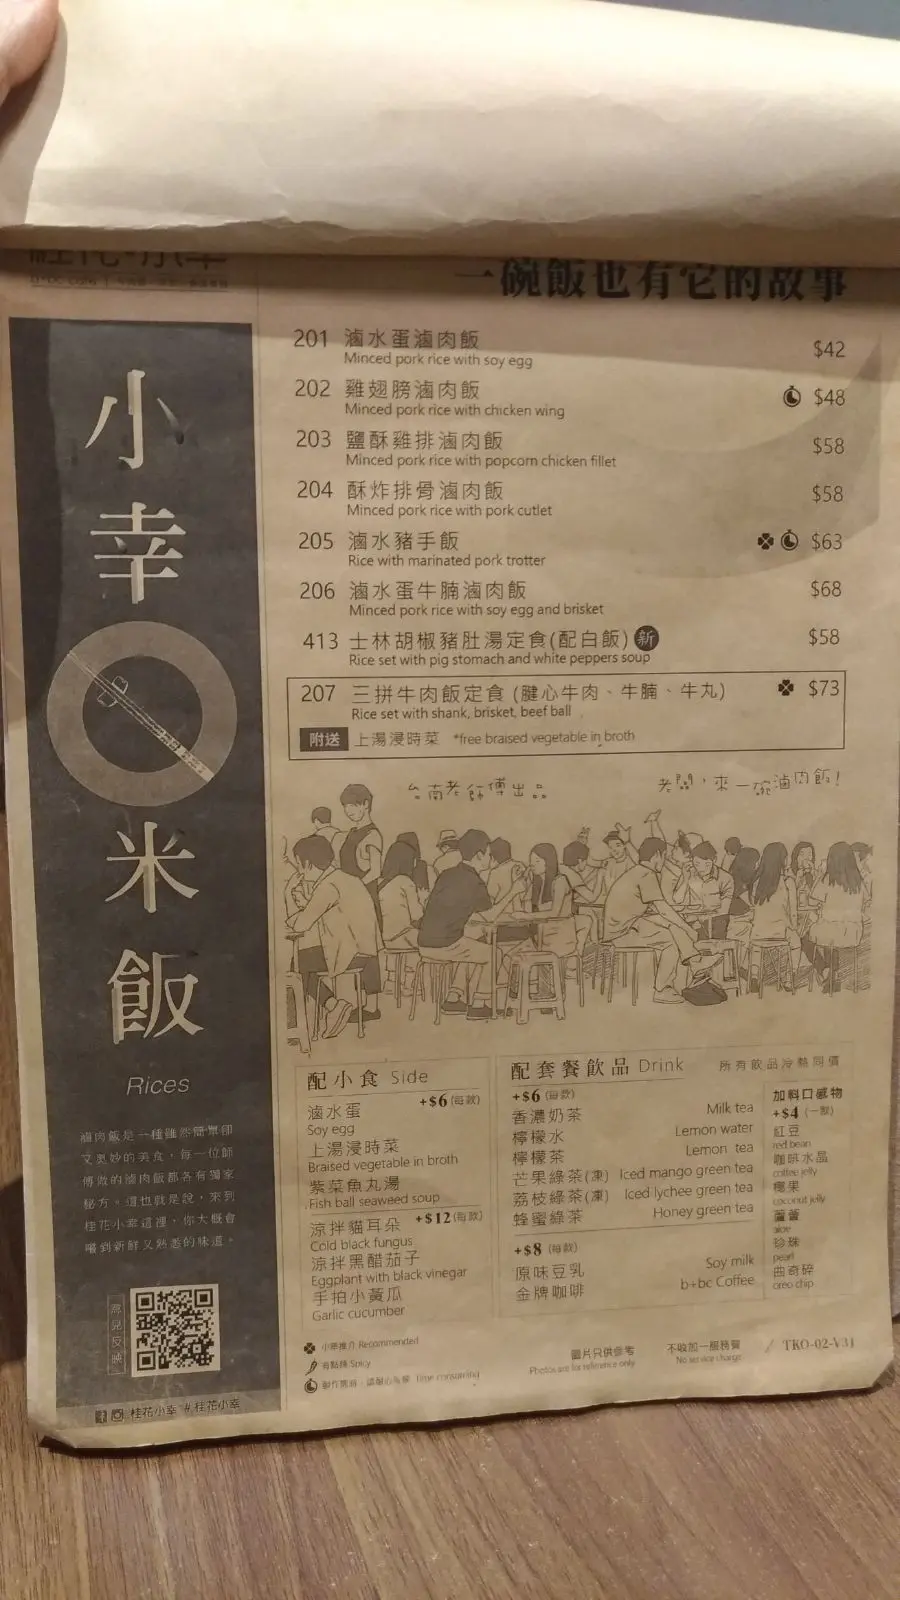 一碗飯也有它的故事
小幸
米飯
Rices
滷肉飯是一種雖然簡單卻
又奧妙的美食，每一位師
傅做的滷肉飯都各有獨家
秘方。這也就是說，來到
桂花小幸這裡，你大概會
嚐到新鮮又熟悉的味道。
意見反映
桂花小幸 #桂花小幸
201 滷水蛋滷肉飯 $42
Minced pork rice with soy egg
202 雞翅膀滷肉飯 $48
Minced pork rice with chicken wing
203 鹽酥雞排滷肉飯 $58
Minced pork rice with popcorn chicken fillet
204 酥炸排骨滷肉飯 $58
Minced pork rice with pork cutlet
205 滷水豬手飯 $63
Rice with marinated pork trotter
206 滷水蛋牛腩滷肉飯 $68
Minced pork rice with soy egg and brisket
413 士林胡椒豬肚湯定食(配白飯) 新 $58
Rice set with pig stomach and white peppers soup
207 三拼牛肉飯定食 (腱心牛肉、牛腩、牛丸) $73
Rice set with shank, brisket, beef ball
附送 上湯浸時菜 *free braised vegetable in broth
台南老師傅出品
老闆，來一碗滷肉飯！
配小食 Side
+$6 (每款)
滷水蛋
Soy egg
上湯浸時菜
Braised vegetable in broth
紫菜魚丸湯
Fish ball seaweed soup
涼拌貓耳朵 +$12 (每款)
Cold black fungus
涼拌黑醋茄子
Eggplant with black vinegar
手拍小黃瓜
Garlic cucumber
配套餐飲品 Drink 所有飲品冷熱同價
+$6 (每款)
香濃奶茶 Milk tea
檸檬水 Lemon water
檸檬茶 Lemon tea
芒果綠茶(凍) Iced mango green tea
荔枝綠茶(凍) Iced lychee green tea
蜂蜜綠茶 Honey green tea
+$8 (每款)
原味豆乳 Soy milk
金牌咖啡 b+bc Coffee
加料口感物
+$4 (一款)
紅豆
red bean
咖啡水晶
coffee jelly
椰果
coconut jelly
蘆薈
aloe
珍珠
pearl
曲奇碎
oreo chip
小幸推介 Recommended
有點辣 Spicy
製作需時，請耐心等候 Time consuming
圖片只供參考
Photos are for reference only
不收加一服務費
No service charge
/ TKO-02-V31